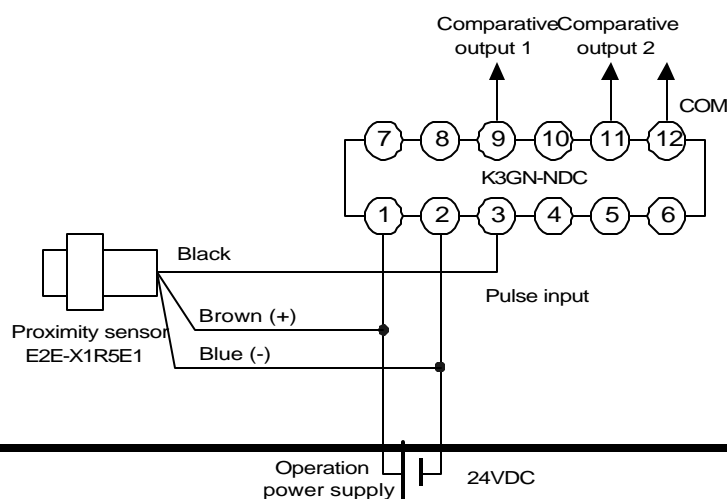 Comparative
output 1
Comparative
output 2
COM
7 8 9 10 11 12
K3GN-NDC
1 2 3 4 5 6
Black
Pulse input
Brown (+)
Proximity sensor
E2E-X1R5E1
Blue (-)
Operation
power supply
24VDC